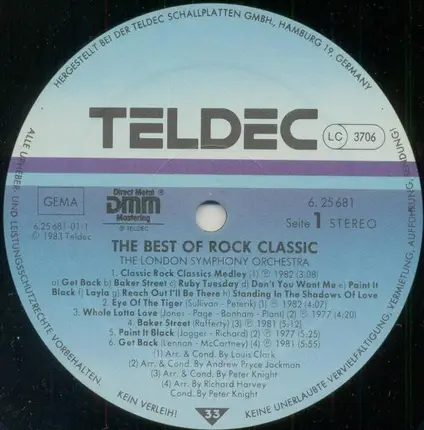 HERGESTELLT BEI DER TELDEC SCHALLPLATTEN GMBH., HAMBURG 19, GERMANY
TELDEC
LC 3706
GEMA
6.25681-01-1
℗ 1983 Teldec
Direct Metal ®
DMM
Mastering
© TELDEC
6.25681
Seite 1 STEREO
THE BEST OF ROCK CLASSIC
THE LONDON SYMPHONY ORCHESTRA
1. Classic Rock Classics Medley (1) ℗ 1982 (3:08)
a) Get Back b) Baker Street c) Ruby Tuesday d) Don't You Want Me e) Paint It
Black f) Layla g) Reach Out I'll Be There h) Standing In The Shadows Of Love
2. Eye Of The Tiger (Sullivan - Peterik) (1) ℗ 1982 (4:07)
3. Whole Lotta Love (Jones - Page - Bonham - Plant) (2) ℗ 1977 (4:20)
4. Baker Street (Rafferty) (3) ℗ 1981 (5:12)
5. Paint It Black (Jagger - Richard) (2) ℗ 1977 (5:25)
6. Get Back (Lennon - McCartney) (4) ℗ 1981 (5:55)
(1) Arr. & Cond. By Louis Clark
(2) Arr. & Cond. by Andrew Pryce Jackman
(3) Arr. & Cond. By Peter Knight
(4) Arr. By Richard Harvey
Cond. By Peter Knight
33
ALLE URHEBER- UND LEISTUNGSSCHUTZRECHTE VORBEHALTEN.
KEIN VERLEIH!
KEINE UNERLAUBTE VERVIELFÄLTIGUNG, VERMIETUNG, AUFFÜHRUNG, SENDUNG!